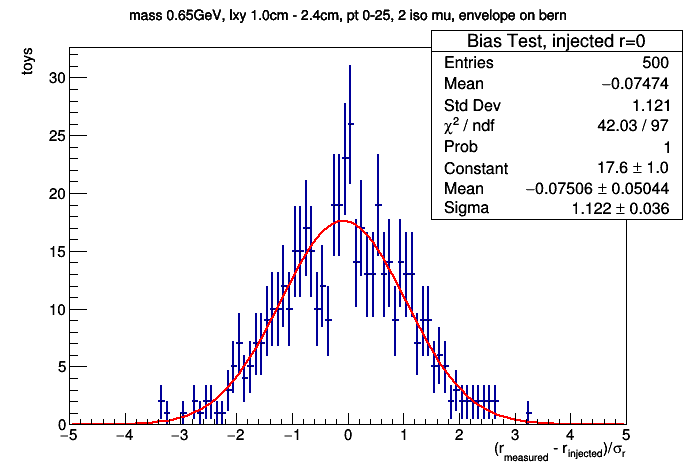 mass 0.65GeV, lxy 1.0cm - 2.4cm, pt 0-25, 2 iso mu, envelope on bern
Bias Test, injected r=0
Entries 500
Mean −0.07474
Std Dev 1.121
χ² / ndf 42.03 / 97
Prob 1
Constant 17.6 ± 1.0
Mean −0.07506 ± 0.05044
Sigma 1.122 ± 0.036
toys
30
25
20
15
10
5
0
−5 −4 −3 −2 −1 0 1 2 3 4 5
(r_measured - r_injected)/σ_r